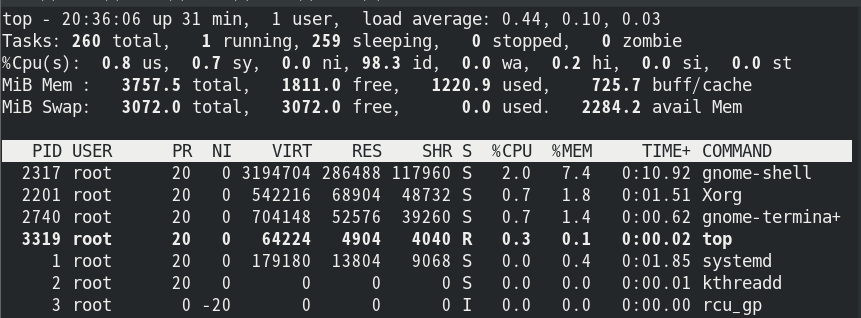 top - 20:36:06 up 31 min,  1 user,  load average: 0.44, 0.10, 0.03
Tasks: 260 total,   1 running, 259 sleeping,   0 stopped,   0 zombie
%Cpu(s):  0.8 us,  0.7 sy,  0.0 ni, 98.3 id,  0.0 wa,  0.2 hi,  0.0 si,  0.0 st
MiB Mem :   3757.5 total,   1811.0 free,   1220.9 used,    725.7 buff/cache
MiB Swap:   3072.0 total,   3072.0 free,      0.0 used.   2284.2 avail Mem
PID USER      PR  NI    VIRT    RES    SHR S  %CPU  %MEM     TIME+ COMMAND
2317 root      20   0 3194704 286488 117960 S   2.0   7.4   0:10.92 gnome-shell
2201 root      20   0  542216  68904  48732 S   0.7   1.8   0:01.51 Xorg
2740 root      20   0  704148  52576  39260 S   0.7   1.4   0:00.62 gnome-termina+
3319 root      20   0   64224   4904   4040 R   0.3   0.1   0:00.02 top
1 root      20   0  179180  13804   9068 S   0.0   0.4   0:01.85 systemd
2 root      20   0       0      0      0 S   0.0   0.0   0:00.01 kthreadd
3 root       0 -20       0      0      0 I   0.0   0.0   0:00.00 rcu_gp